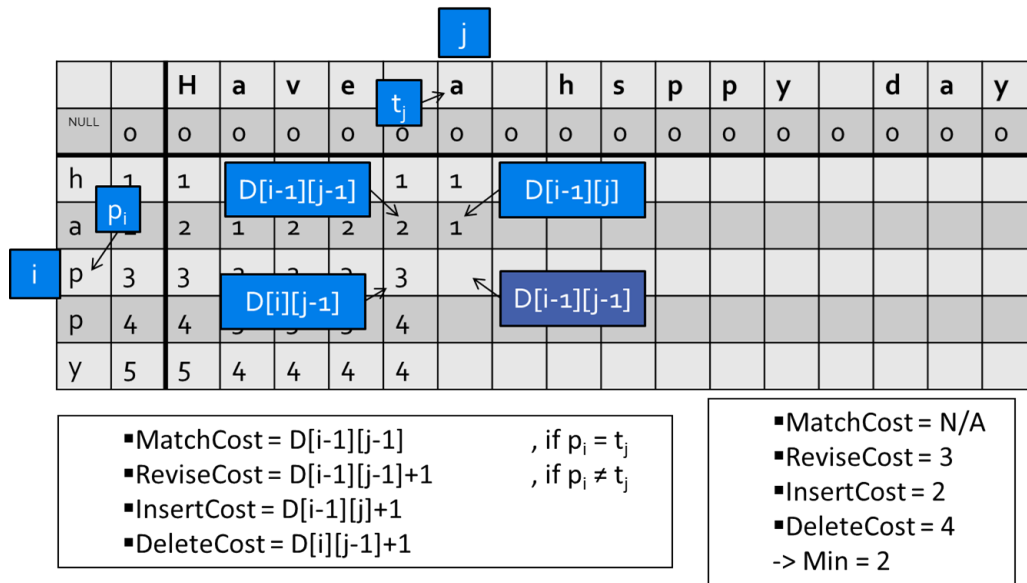 j
H a v e a h s p p y d a y
t_j
NULL 0 0 0 0 0 0 0 0 0 0 0 0 0 0 0 0 0
h 1 1 D[i-1][j-1] 1 1 D[i-1][j]
p_i
a 2 1 2 2 2 1
i p 3 3 3
D[i][j-1] D[i-1][j-1]
p 4 4 4
y 5 5 4 4 4 4
▪MatchCost = D[i-1][j-1] , if p_i = t_j
▪ReviseCost = D[i-1][j-1]+1 , if p_i ≠ t_j
▪InsertCost = D[i-1][j]+1
▪DeleteCost = D[i][j-1]+1
▪MatchCost = N/A
▪ReviseCost = 3
▪InsertCost = 2
▪DeleteCost = 4
-> Min = 2